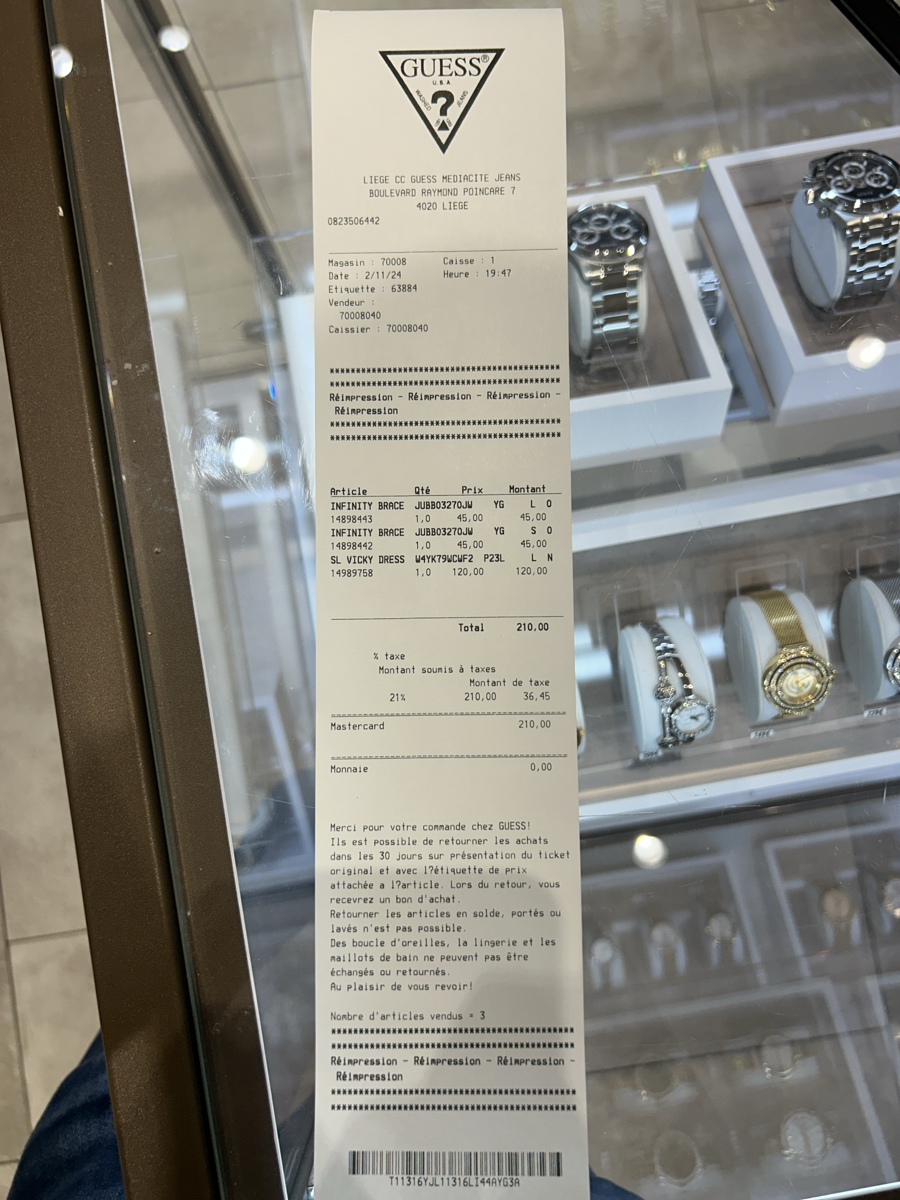 GUESS®
U.S.A
WASHED ? JEANS
LIEGE CC GUESS MEDIACITE JEANS
BOULEVARD RAYMOND POINCARE 7
4020 LIEGE
0823506442
Magasin : 70008 Caisse : 1
Date : 2/11/24 Heure : 19:47
Etiquette : 63884
Vendeur :
70008040
Caissier : 70008040
********************************************
********************************************
Réimpression - Réimpression - Réimpression -
Réimpression
********************************************
********************************************
Article Qté Prix Montant
INFINITY BRACE JUBB03270JW YG L O
14898443 1,0 45,00 45,00
INFINITY BRACE JUBB03270JW YG S O
14898442 1,0 45,00 45,00
SL VICKY DRESS W4YK79WCWF2 P23L L N
14989758 1,0 120,00 120,00
Total 210,00
% taxe
Montant soumis à taxes
Montant de taxe
21% 210,00 36,45
Mastercard 210,00
Monnaie 0,00
Merci pour votre commande chez GUESS!
Ils est possible de retourner les achats
dans les 30 jours sur présentation du ticket
original et avec l?étiquette de prix
attachée a l?article. Lors du retour, vous
recevrez un bon d'achat.
Retourner les articles en solde, portés ou
lavés n'est pas possible.
Des boucle d'oreilles, la lingerie et les
maillots de bain ne peuvent pas être
échangés ou retournés.
Au plaisir de vous revoir!
Nombre d'articles vendus = 3
********************************************
********************************************
Réimpression - Réimpression - Réimpression -
Réimpression
********************************************
********************************************
T11316YJL11316LI44AYG3A